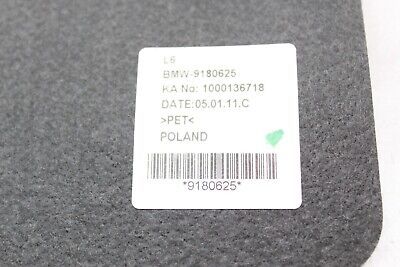 L6
BMW-9180625
KA No: 1000136718
DATE:05.01.11.C
>PET<
POLAND
*9180625*